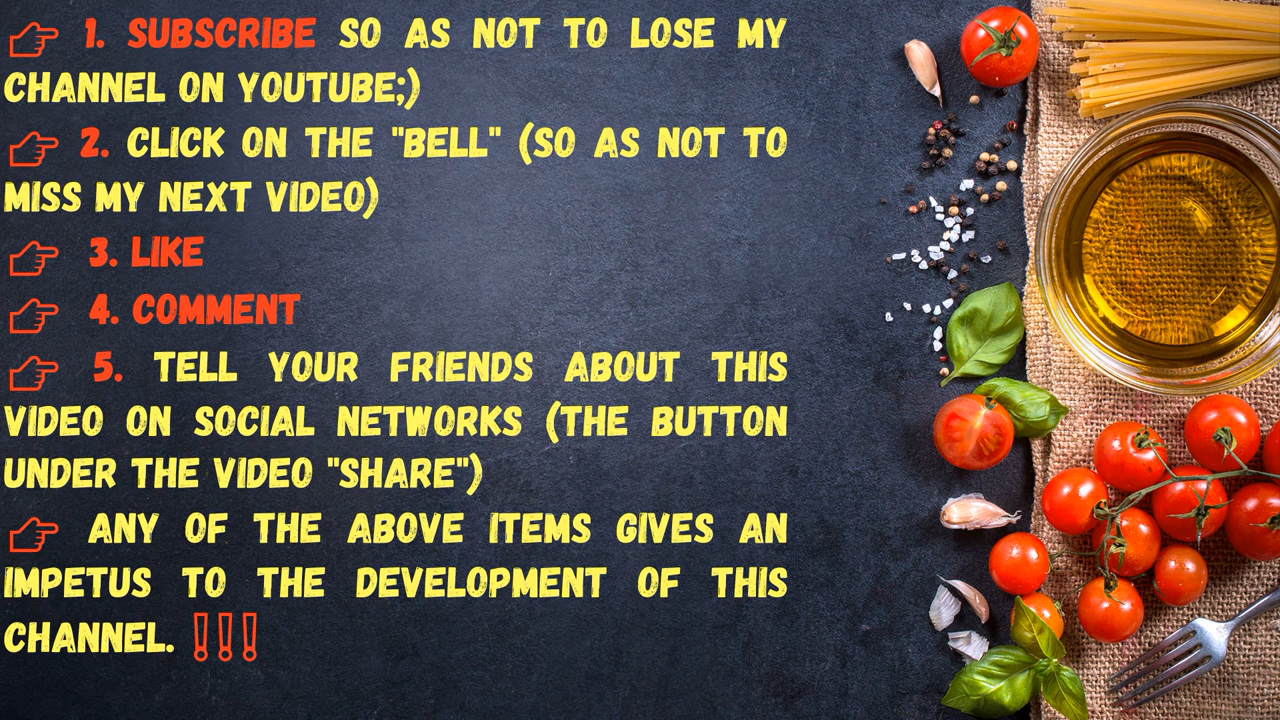 👉 1. SUBSCRIBE SO AS NOT TO LOSE MY
CHANNEL ON YOUTUBE;)
👉 2. CLICK ON THE "BELL" (SO AS NOT TO
MISS MY NEXT VIDEO)
👉 3. LIKE
👉 4. COMMENT
👉 5. TELL YOUR FRIENDS ABOUT THIS
VIDEO ON SOCIAL NETWORKS (THE BUTTON
UNDER THE VIDEO "SHARE")
👉 ANY OF THE ABOVE ITEMS GIVES AN
IMPETUS TO THE DEVELOPMENT OF THIS
CHANNEL. ❗❗❗